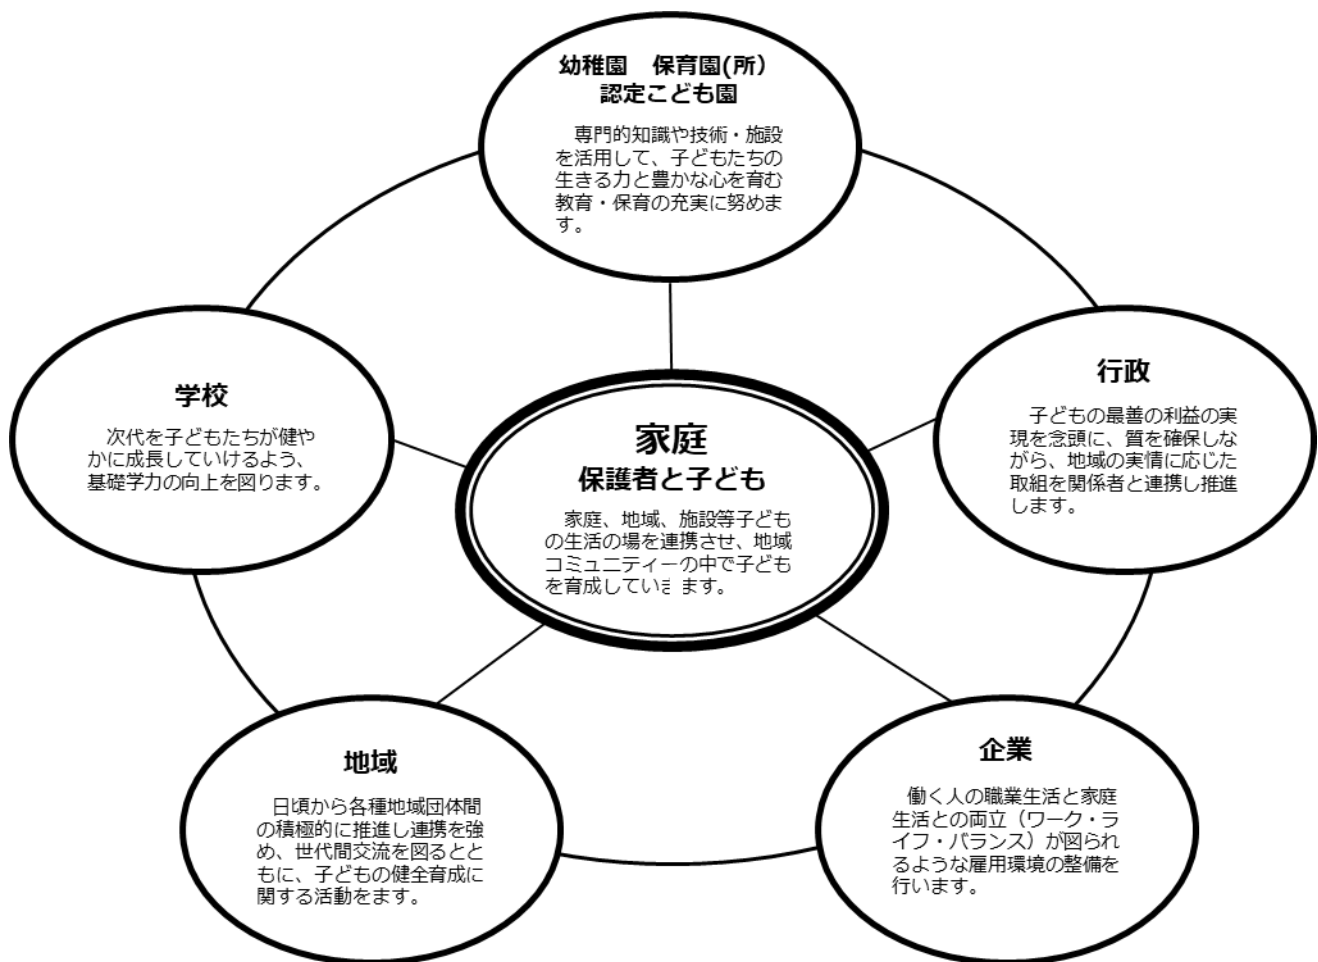 幼稚園　保育園(所)
認定こども園
専門的知識や技術・施設
を活用して、子どもたちの
生きる力と豊かな心を育む
教育・保育の充実に努めま
す。
学校
次代を子どもたちが健や
かに成長していけるよう、
基礎学力の向上を図ります。
家庭
保護者と子ども
家庭、地域、施設等子ども
の生活の場を連携させ、地域
コミュニティーの中で子ども
を育成していきます。
行政
子どもの最善の利益の実
現を念頭に、質を確保しな
がら、地域の実情に応じた
取組を関係者と連携し推進
します。
地域
日頃から各種地域団体間
の積極的に推進し連携を強
め、世代間交流を図るとと
もに、子どもの健全育成に
関する活動をます。
企業
働く人の職業生活と家庭
生活との両立（ワーク・ラ
イフ・バランス）が図られ
るような雇用環境の整備を
行います。